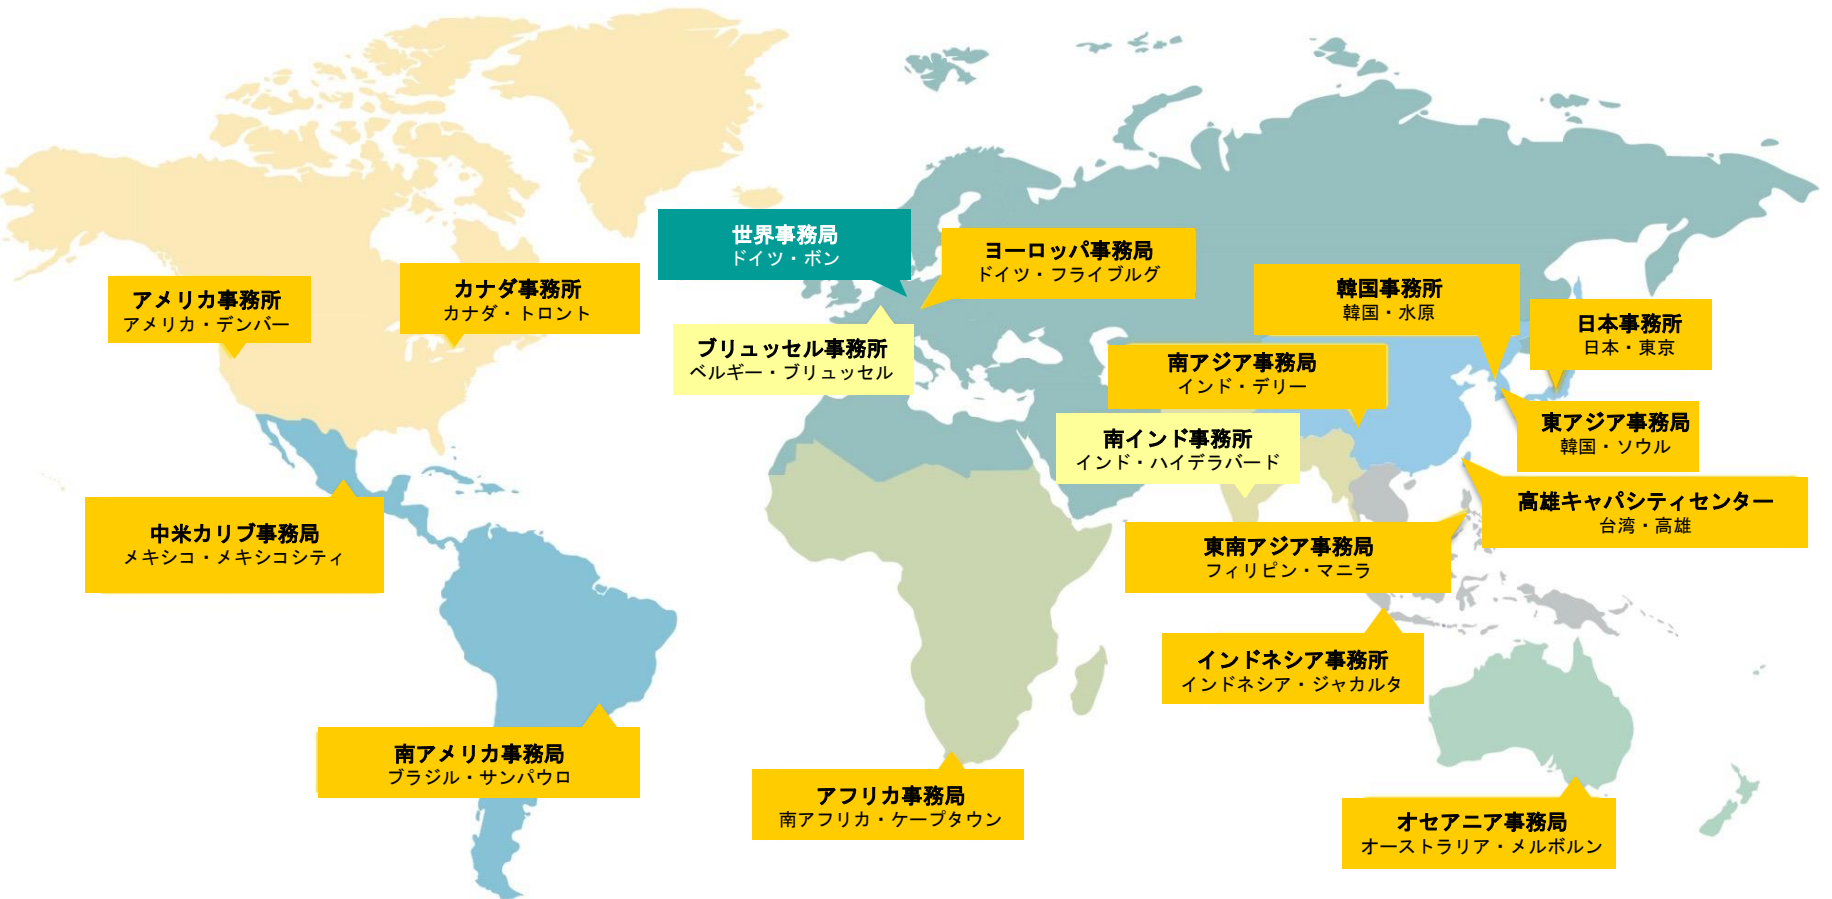 世界事務局
ドイツ・ボン
ヨーロッパ事務局
ドイツ・フライブルグ
アメリカ事務所
アメリカ・デンバー
カナダ事務所
カナダ・トロント
韓国事務所
韓国・水原
日本事務所
日本・東京
ブリュッセル事務所
ベルギー・ブリュッセル
南アジア事務局
インド・デリー
東アジア事務局
韓国・ソウル
南インド事務所
インド・ハイデラバード
高雄キャパシティセンター
台湾・高雄
中米カリブ事務局
メキシコ・メキシコシティ
東南アジア事務局
フィリピン・マニラ
インドネシア事務所
インドネシア・ジャカルタ
南アメリカ事務局
ブラジル・サンパウロ
アフリカ事務局
南アフリカ・ケープタウン
オセアニア事務局
オーストラリア・メルボルン